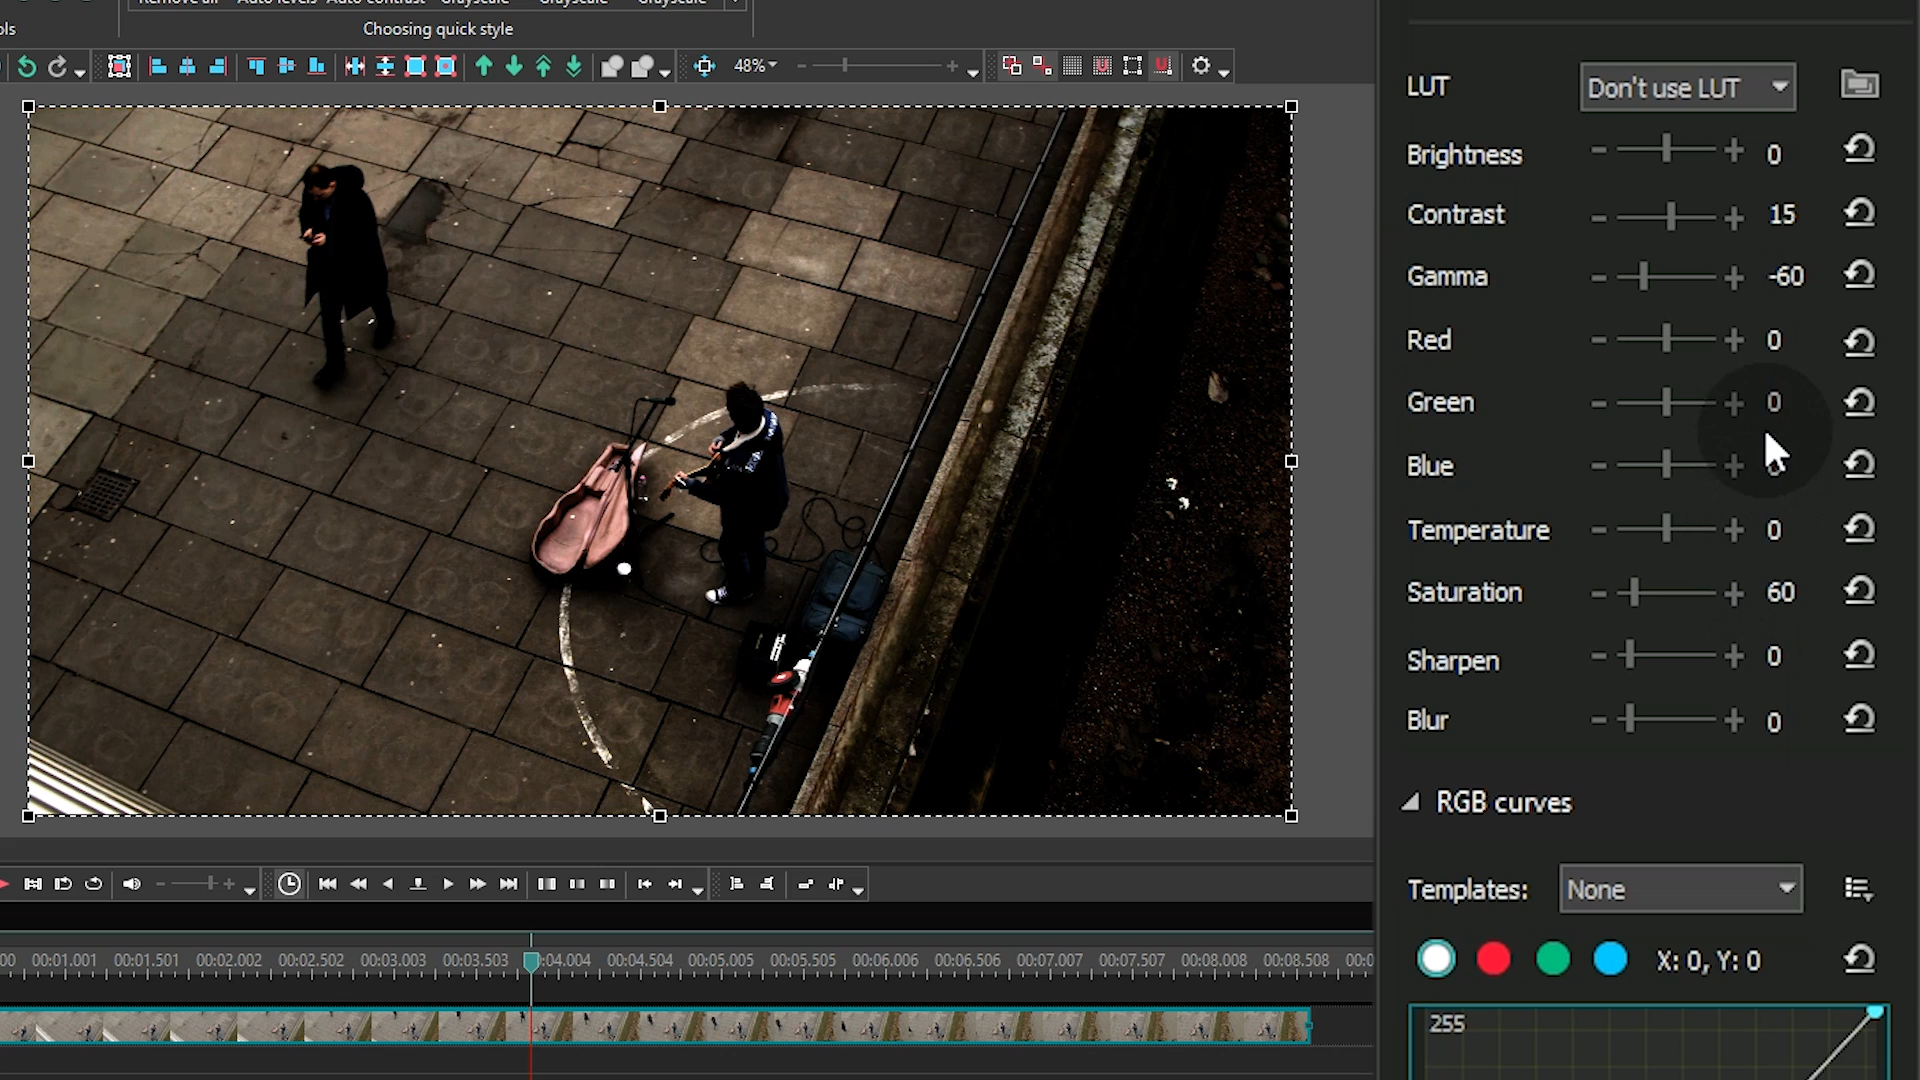 Remove all Auto levels Auto contrast Grayscale Grayscale Grayscale
ols
Choosing quick style
48%
LUT
Don't use LUT
Brightness 0
Contrast 15
Gamma -60
Red 0
Green 0
Blue
Temperature 0
Saturation 60
Sharpen 0
Blur 0
RGB curves
Templates: None
X: 0, Y: 0
255
00 00:01.001 00:01.501 00:02.002 00:02.502 00:03.003 00:03.503 :04.004 00:04.504 00:05.005 00:05.505 00:06.006 00:06.506 00:07.007 00:07.507 00:08.008 00:08.508 00:0